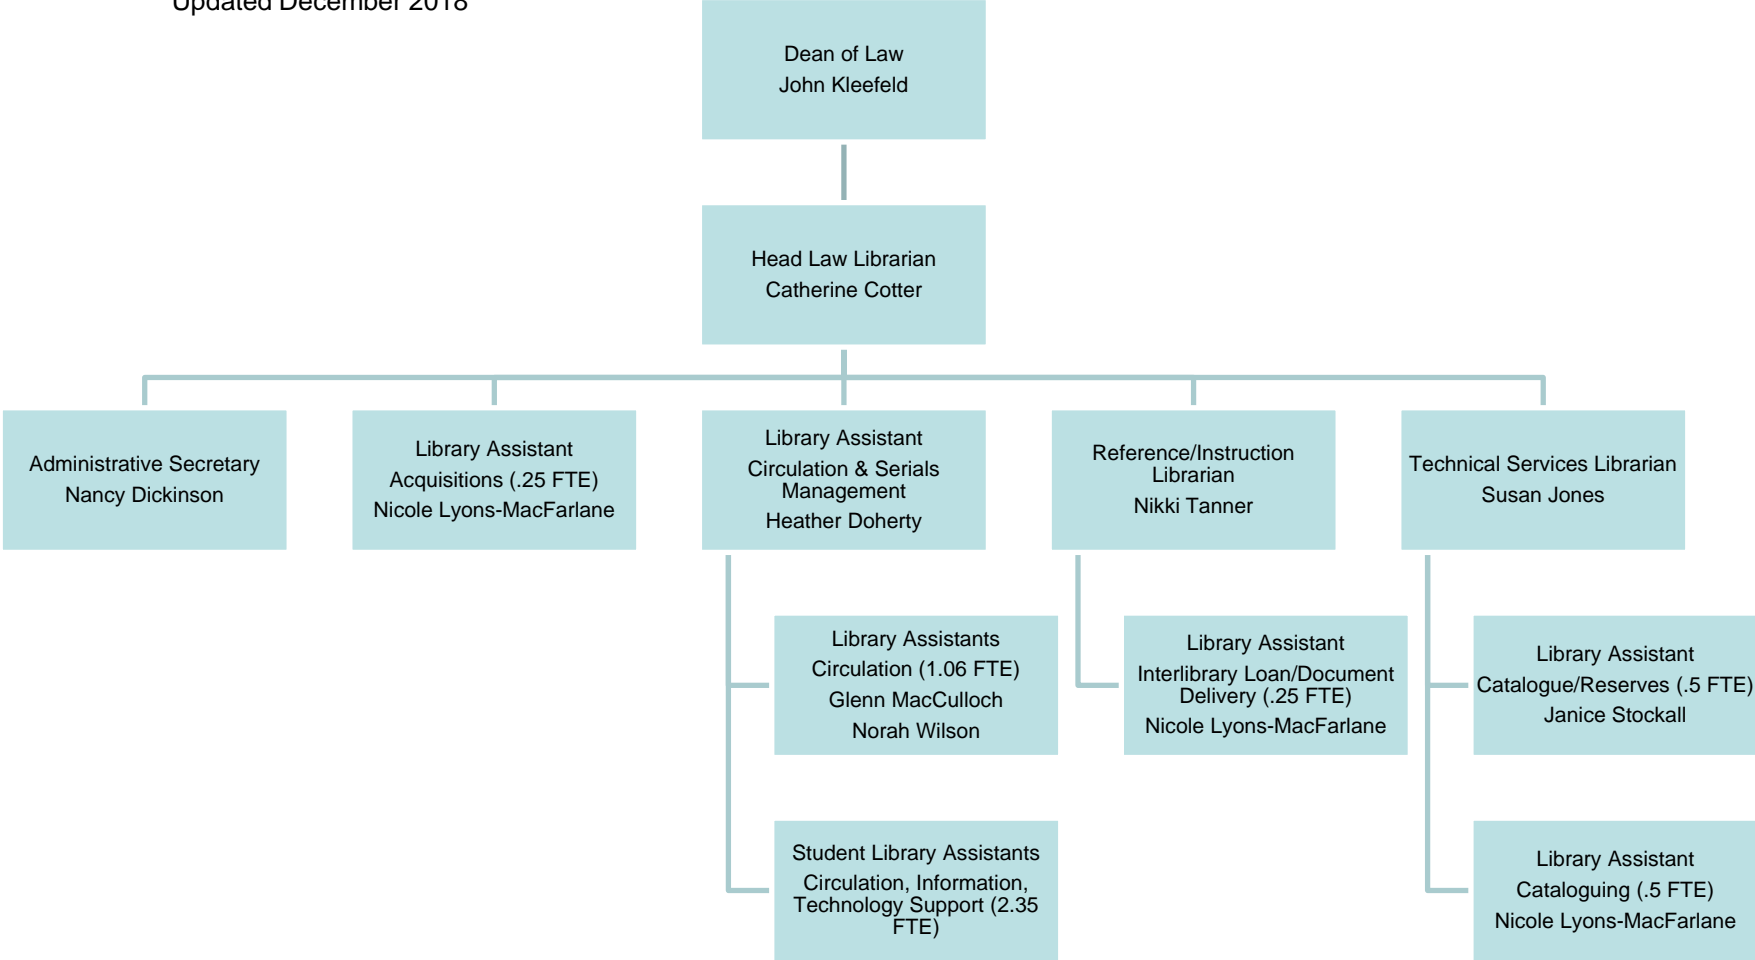 Updated December 2018
Dean of Law
John Kleefeld
Head Law Librarian
Catherine Cotter
Administrative Secretary
Nancy Dickinson
Library Assistant
Acquisitions (.25 FTE)
Nicole Lyons-MacFarlane
Library Assistant
Circulation & Serials
Management
Heather Doherty
Reference/Instruction
Librarian
Nikki Tanner
Technical Services Librarian
Susan Jones
Library Assistants
Circulation (1.06 FTE)
Glenn MacCulloch
Norah Wilson
Library Assistant
Interlibrary Loan/Document
Delivery (.25 FTE)
Nicole Lyons-MacFarlane
Library Assistant
Catalogue/Reserves (.5 FTE)
Janice Stockall
Student Library Assistants
Circulation, Information,
Technology Support (2.35
FTE)
Library Assistant
Cataloguing (.5 FTE)
Nicole Lyons-MacFarlane